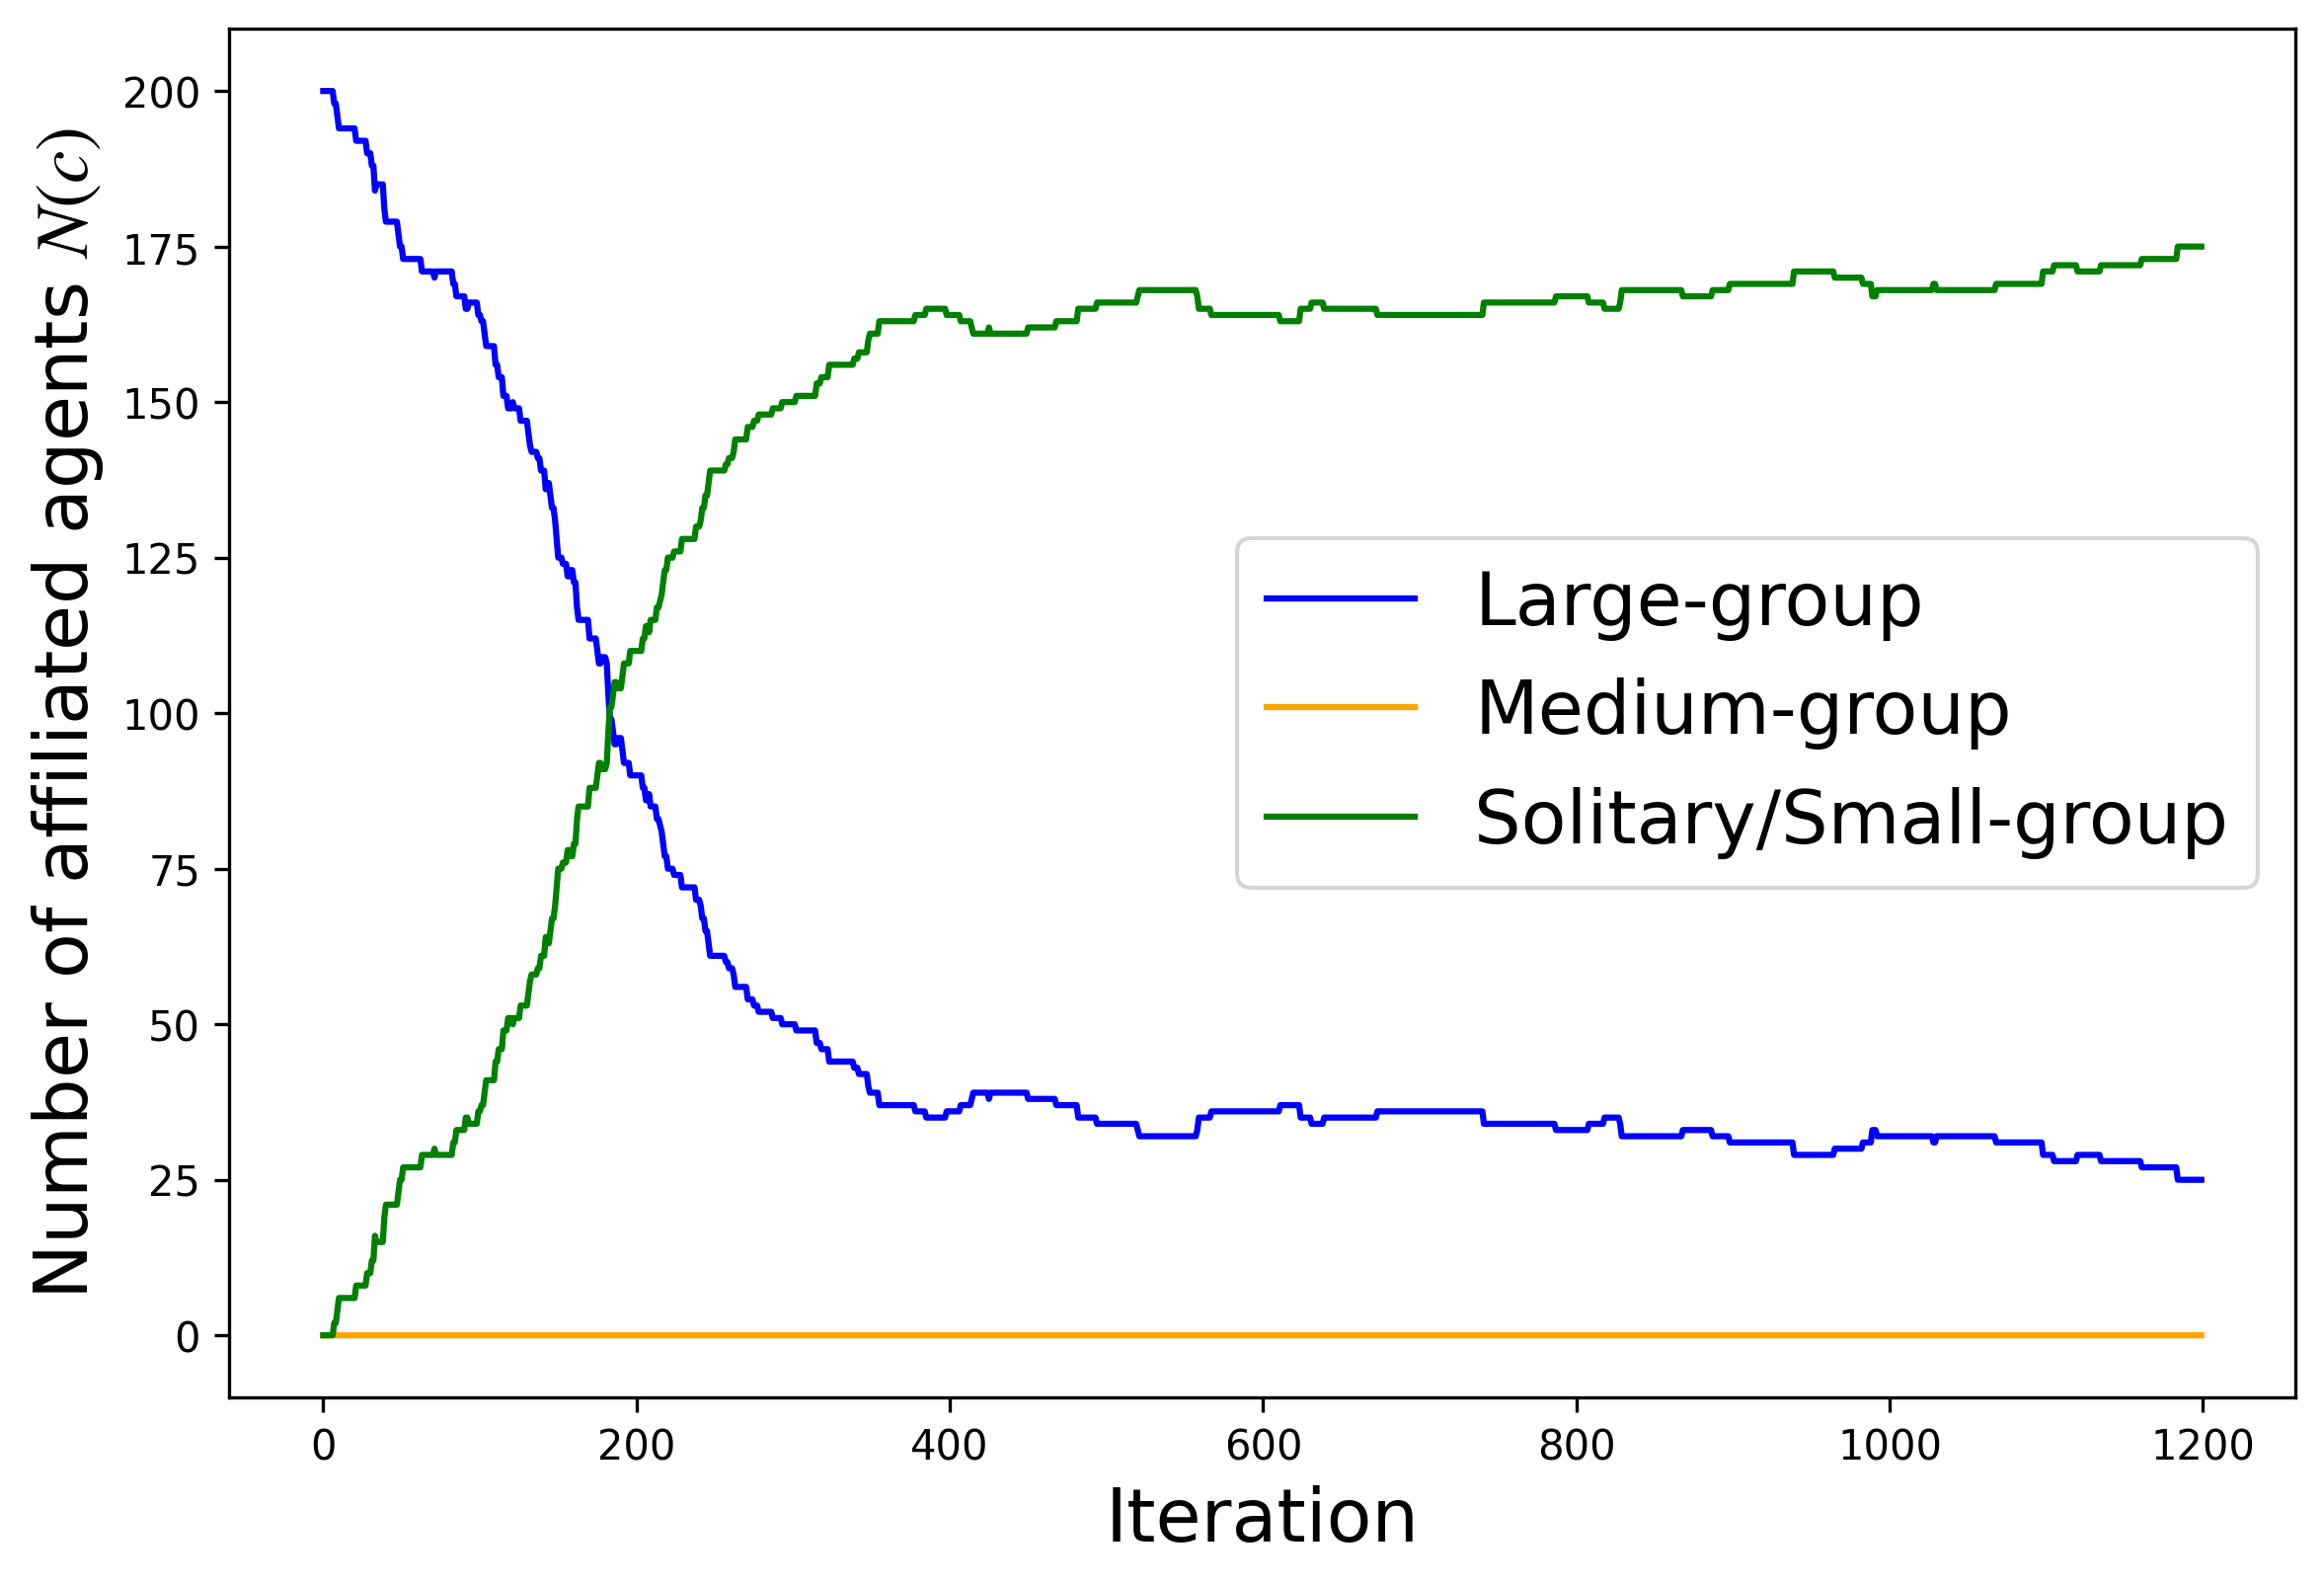 Number of affiliated agents N(c)
200
175
150
125
100
75
50
25
0
Large-group
Medium-group
Solitary/Small-group
0 200 400 600 800 1000 1200
Iteration